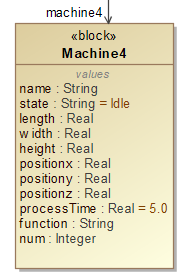 machine4
«block»
Machine4
values
name : String
state : String = Idle
length : Real
width : Real
height : Real
positionx : Real
positiony : Real
positionz : Real
processTime : Real = 5.0
function : String
num : Integer